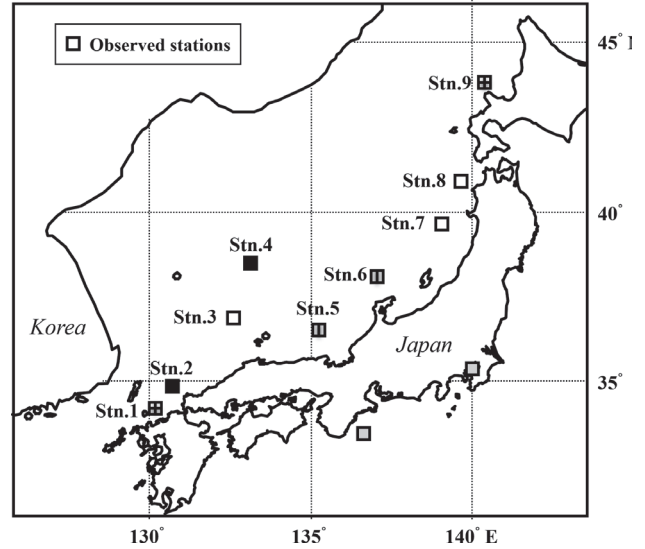 Observed stations
45°
Stn.9
Stn.8
40°
Stn.7
Stn.4
Stn.6
Stn.5
Stn.3
Korea
Japan
Stn.2
35°
Stn.1
130° 135° 140° E